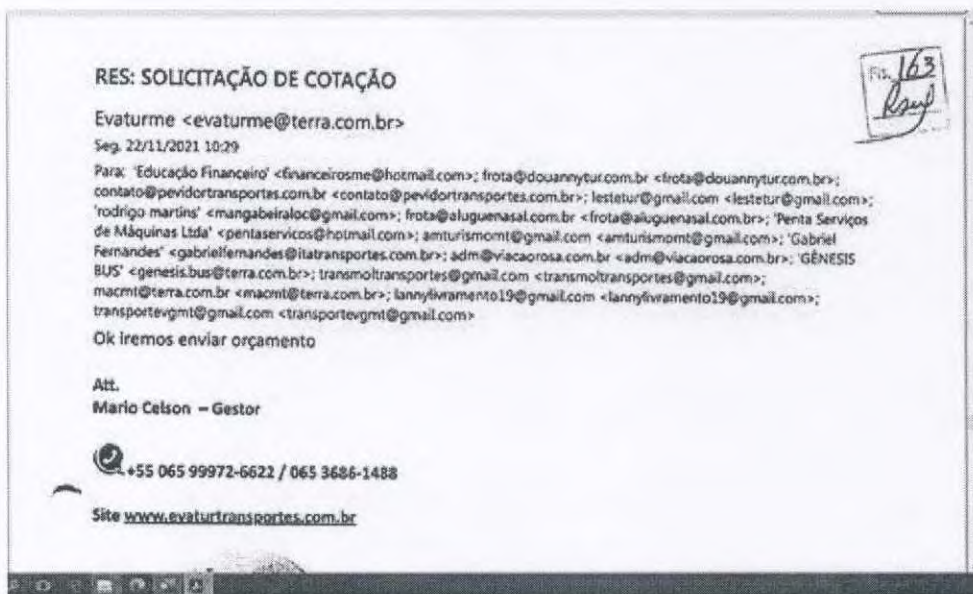 RES: SOLICITAÇÃO DE COTAÇÃO
Fls. 163
Evaturme <evaturme@terra.com.br>
Seg. 22/11/2021 10:29
Para: 'Educação Financeiro' <financeirosme@hotmail.com>; frota@douannytur.com.br <frota@douannytur.com.br>;
contato@pevidortransportes.com.br <contato@pevidortransportes.com.br>; lestetur@gmail.com <lestetur@gmail.com>;
'rodrigo martins' <mangabeiraloc@gmail.com>; frota@aluguenasal.com.br <frota@aluguenasal.com.br>; 'Penta Serviços
de Máquinas Ltda' <pentaservicos@hotmail.com>; amturismomt@gmail.com <amturismomt@gmail.com>; 'Gabriel
Fernandes' <gabrielfernandes@itatransportes.com.br>; adm@viacaorosa.com.br <adm@viacaorosa.com.br>; 'GÊNESIS
BUS' <genesis.bus@terra.com.br>; transmoltransportes@gmail.com <transmoltransportes@gmail.com>;
macmt@terra.com.br <macmt@terra.com.br>; lannylivramento19@gmail.com <lannylivramento19@gmail.com>;
transportevgmt@gmail.com <transportevgmt@gmail.com>
Ok iremos enviar orçamento
Att.
Mario Celson – Gestor
+55 065 99972-6622 / 065 3686-1488
Site www.evaturtransportes.com.br